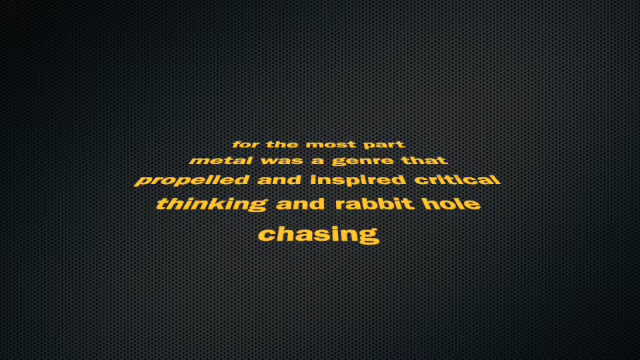 for the most part
metal was a genre that
propelled and inspired critical
thinking and rabbit hole
chasing